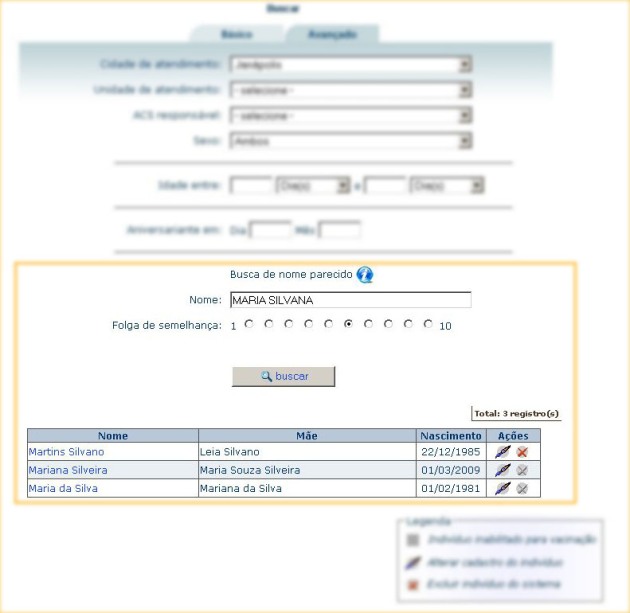 Buscar
Básico Avançado
Cidade de atendimento: Jenápolis
Unidade de atendimento: - selecione -
ACS responsável: - selecione -
Sexo: Ambos
Idade entre: Dia(s) e Dia(s)
Aniversariante em: Dia Mês
Busca de nome parecido
Nome: MARIA SILVANA
Folga de semelhança: 1 10
buscar
Total: 3 registro(s)
Nome Mãe Nascimento Ações
Martins Silvano Leia Silvano 22/12/1985
Mariana Silveira Maria Souza Silveira 01/03/2009
Maria da Silva Mariana da Silva 01/02/1981
Legenda
Indivíduo inabilitado para vacinação
Alterar cadastro do indivíduo
Excluir indivíduo do sistema